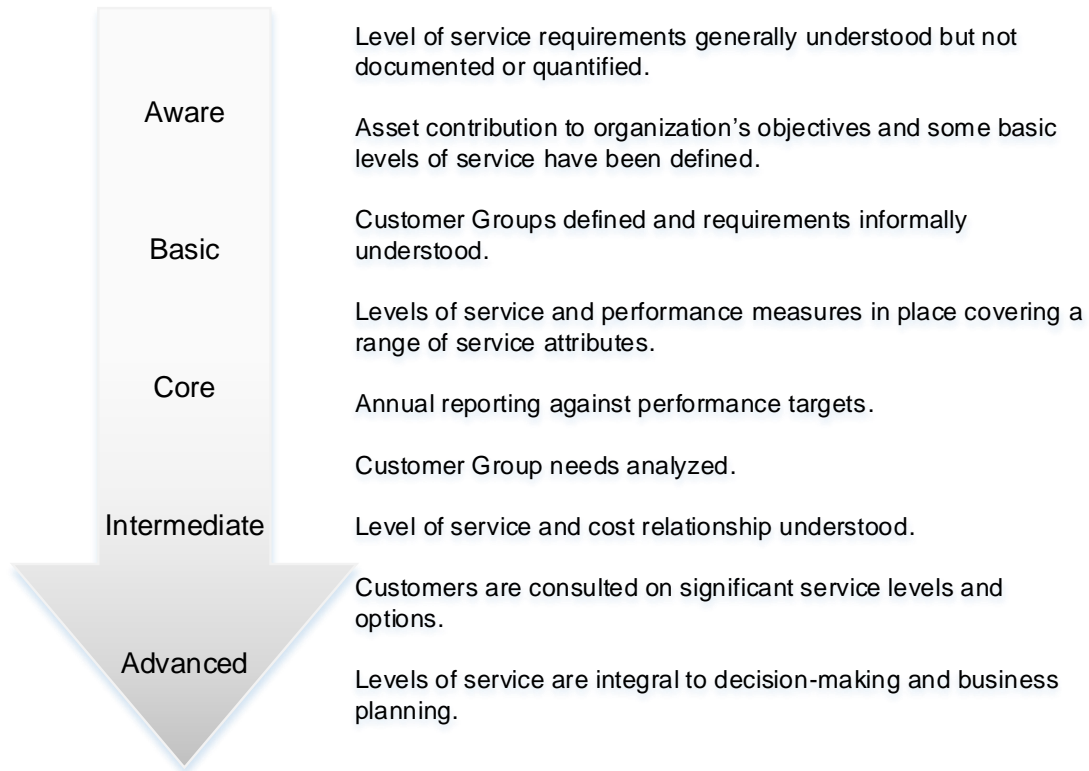 Aware
Basic
Core
Intermediate
Advanced
Level of service requirements generally understood but not
documented or quantified.
Asset contribution to organization’s objectives and some basic
levels of service have been defined.
Customer Groups defined and requirements informally
understood.
Levels of service and performance measures in place covering a
range of service attributes.
Annual reporting against performance targets.
Customer Group needs analyzed.
Level of service and cost relationship understood.
Customers are consulted on significant service levels and
options.
Levels of service are integral to decision-making and business
planning.